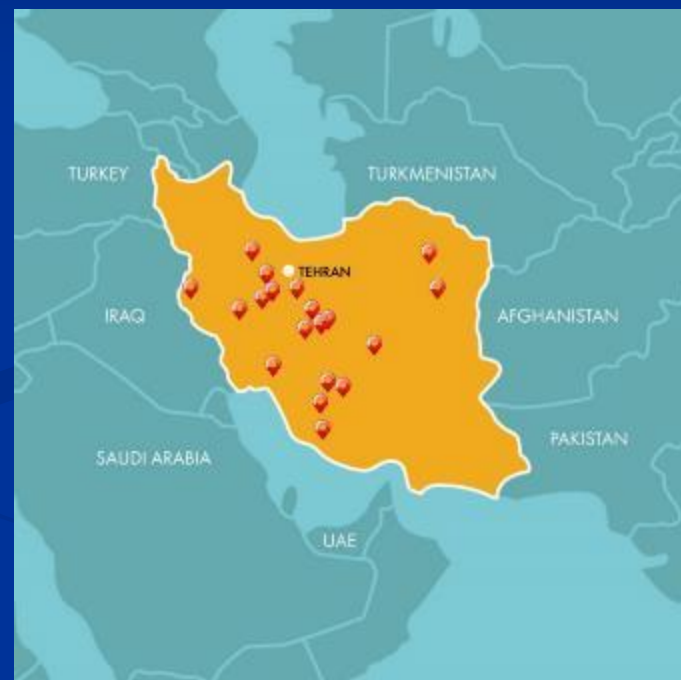 TURKEY
TURKMENISTAN
TEHRAN
IRAQ
AFGHANISTAN
PAKISTAN
SAUDI ARABIA
UAE